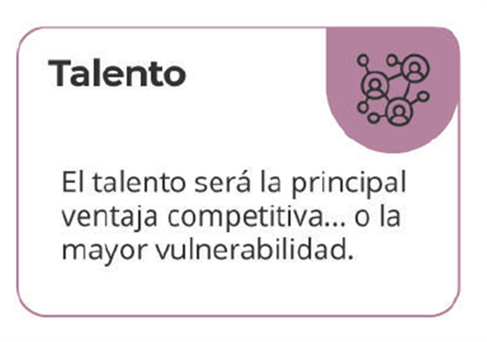 Talento
El talento será la principal
ventaja competitiva... o la
mayor vulnerabilidad.